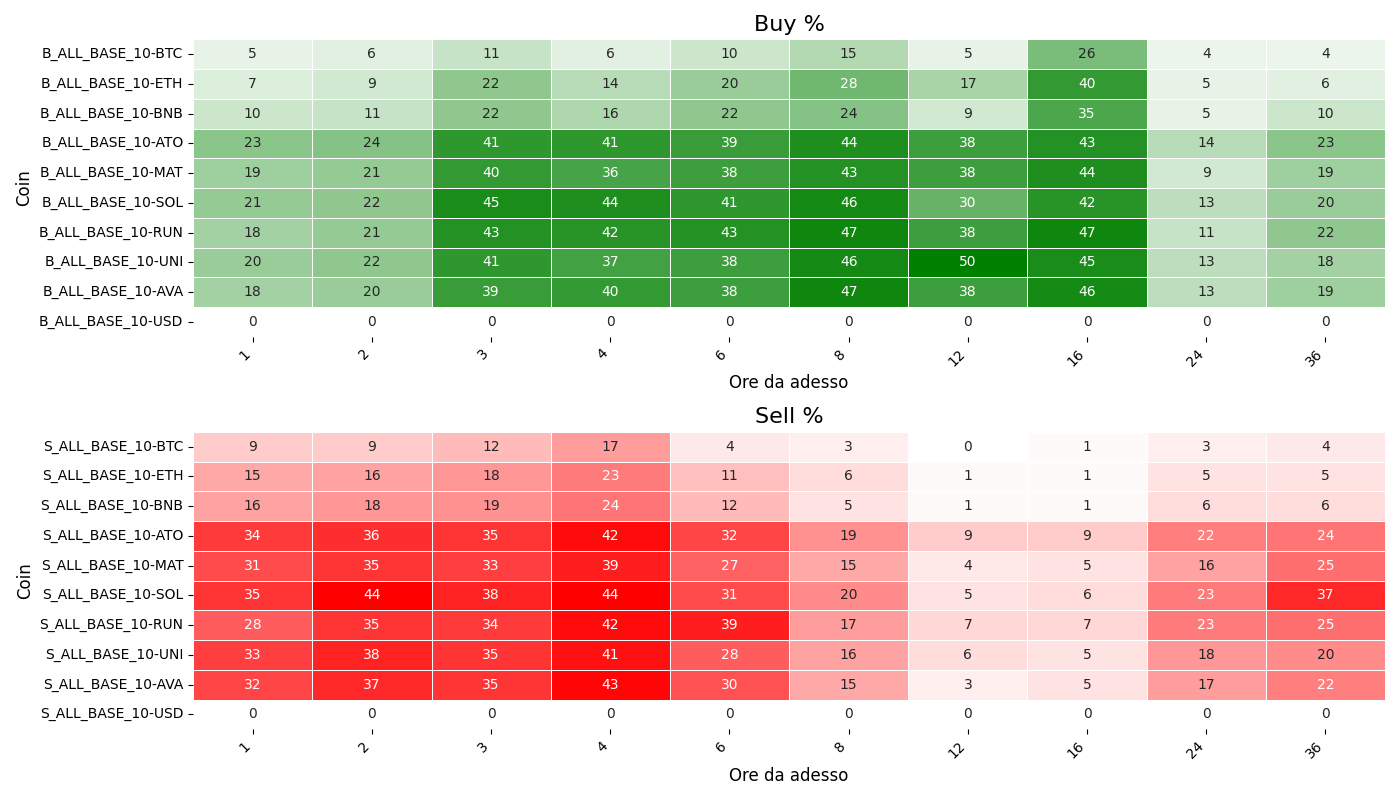 Buy %
Coin
B_ALL_BASE_10-BTC 5 6 11 6 10 15 5 26 4 4
B_ALL_BASE_10-ETH 7 9 22 14 20 28 17 40 5 6
B_ALL_BASE_10-BNB 10 11 22 16 22 24 9 35 5 10
B_ALL_BASE_10-ATO 23 24 41 41 39 44 38 43 14 23
B_ALL_BASE_10-MAT 19 21 40 36 38 43 38 44 9 19
B_ALL_BASE_10-SOL 21 22 45 44 41 46 30 42 13 20
B_ALL_BASE_10-RUN 18 21 43 42 43 47 38 47 11 22
B_ALL_BASE_10-UNI 20 22 41 37 38 46 50 45 13 18
B_ALL_BASE_10-AVA 18 20 39 40 38 47 38 46 13 19
B_ALL_BASE_10-USD 0 0 0 0 0 0 0 0 0 0
1 2 3 4 6 8 12 16 24 36
Ore da adesso
Sell %
Coin
S_ALL_BASE_10-BTC 9 9 12 17 4 3 0 1 3 4
S_ALL_BASE_10-ETH 15 16 18 23 11 6 1 1 5 5
S_ALL_BASE_10-BNB 16 18 19 24 12 5 1 1 6 6
S_ALL_BASE_10-ATO 34 36 35 42 32 19 9 9 22 24
S_ALL_BASE_10-MAT 31 35 33 39 27 15 4 5 16 25
S_ALL_BASE_10-SOL 35 44 38 44 31 20 5 6 23 37
S_ALL_BASE_10-RUN 28 35 34 42 39 17 7 7 23 25
S_ALL_BASE_10-UNI 33 38 35 41 28 16 6 5 18 20
S_ALL_BASE_10-AVA 32 37 35 43 30 15 3 5 17 22
S_ALL_BASE_10-USD 0 0 0 0 0 0 0 0 0 0
1 2 3 4 6 8 12 16 24 36
Ore da adesso